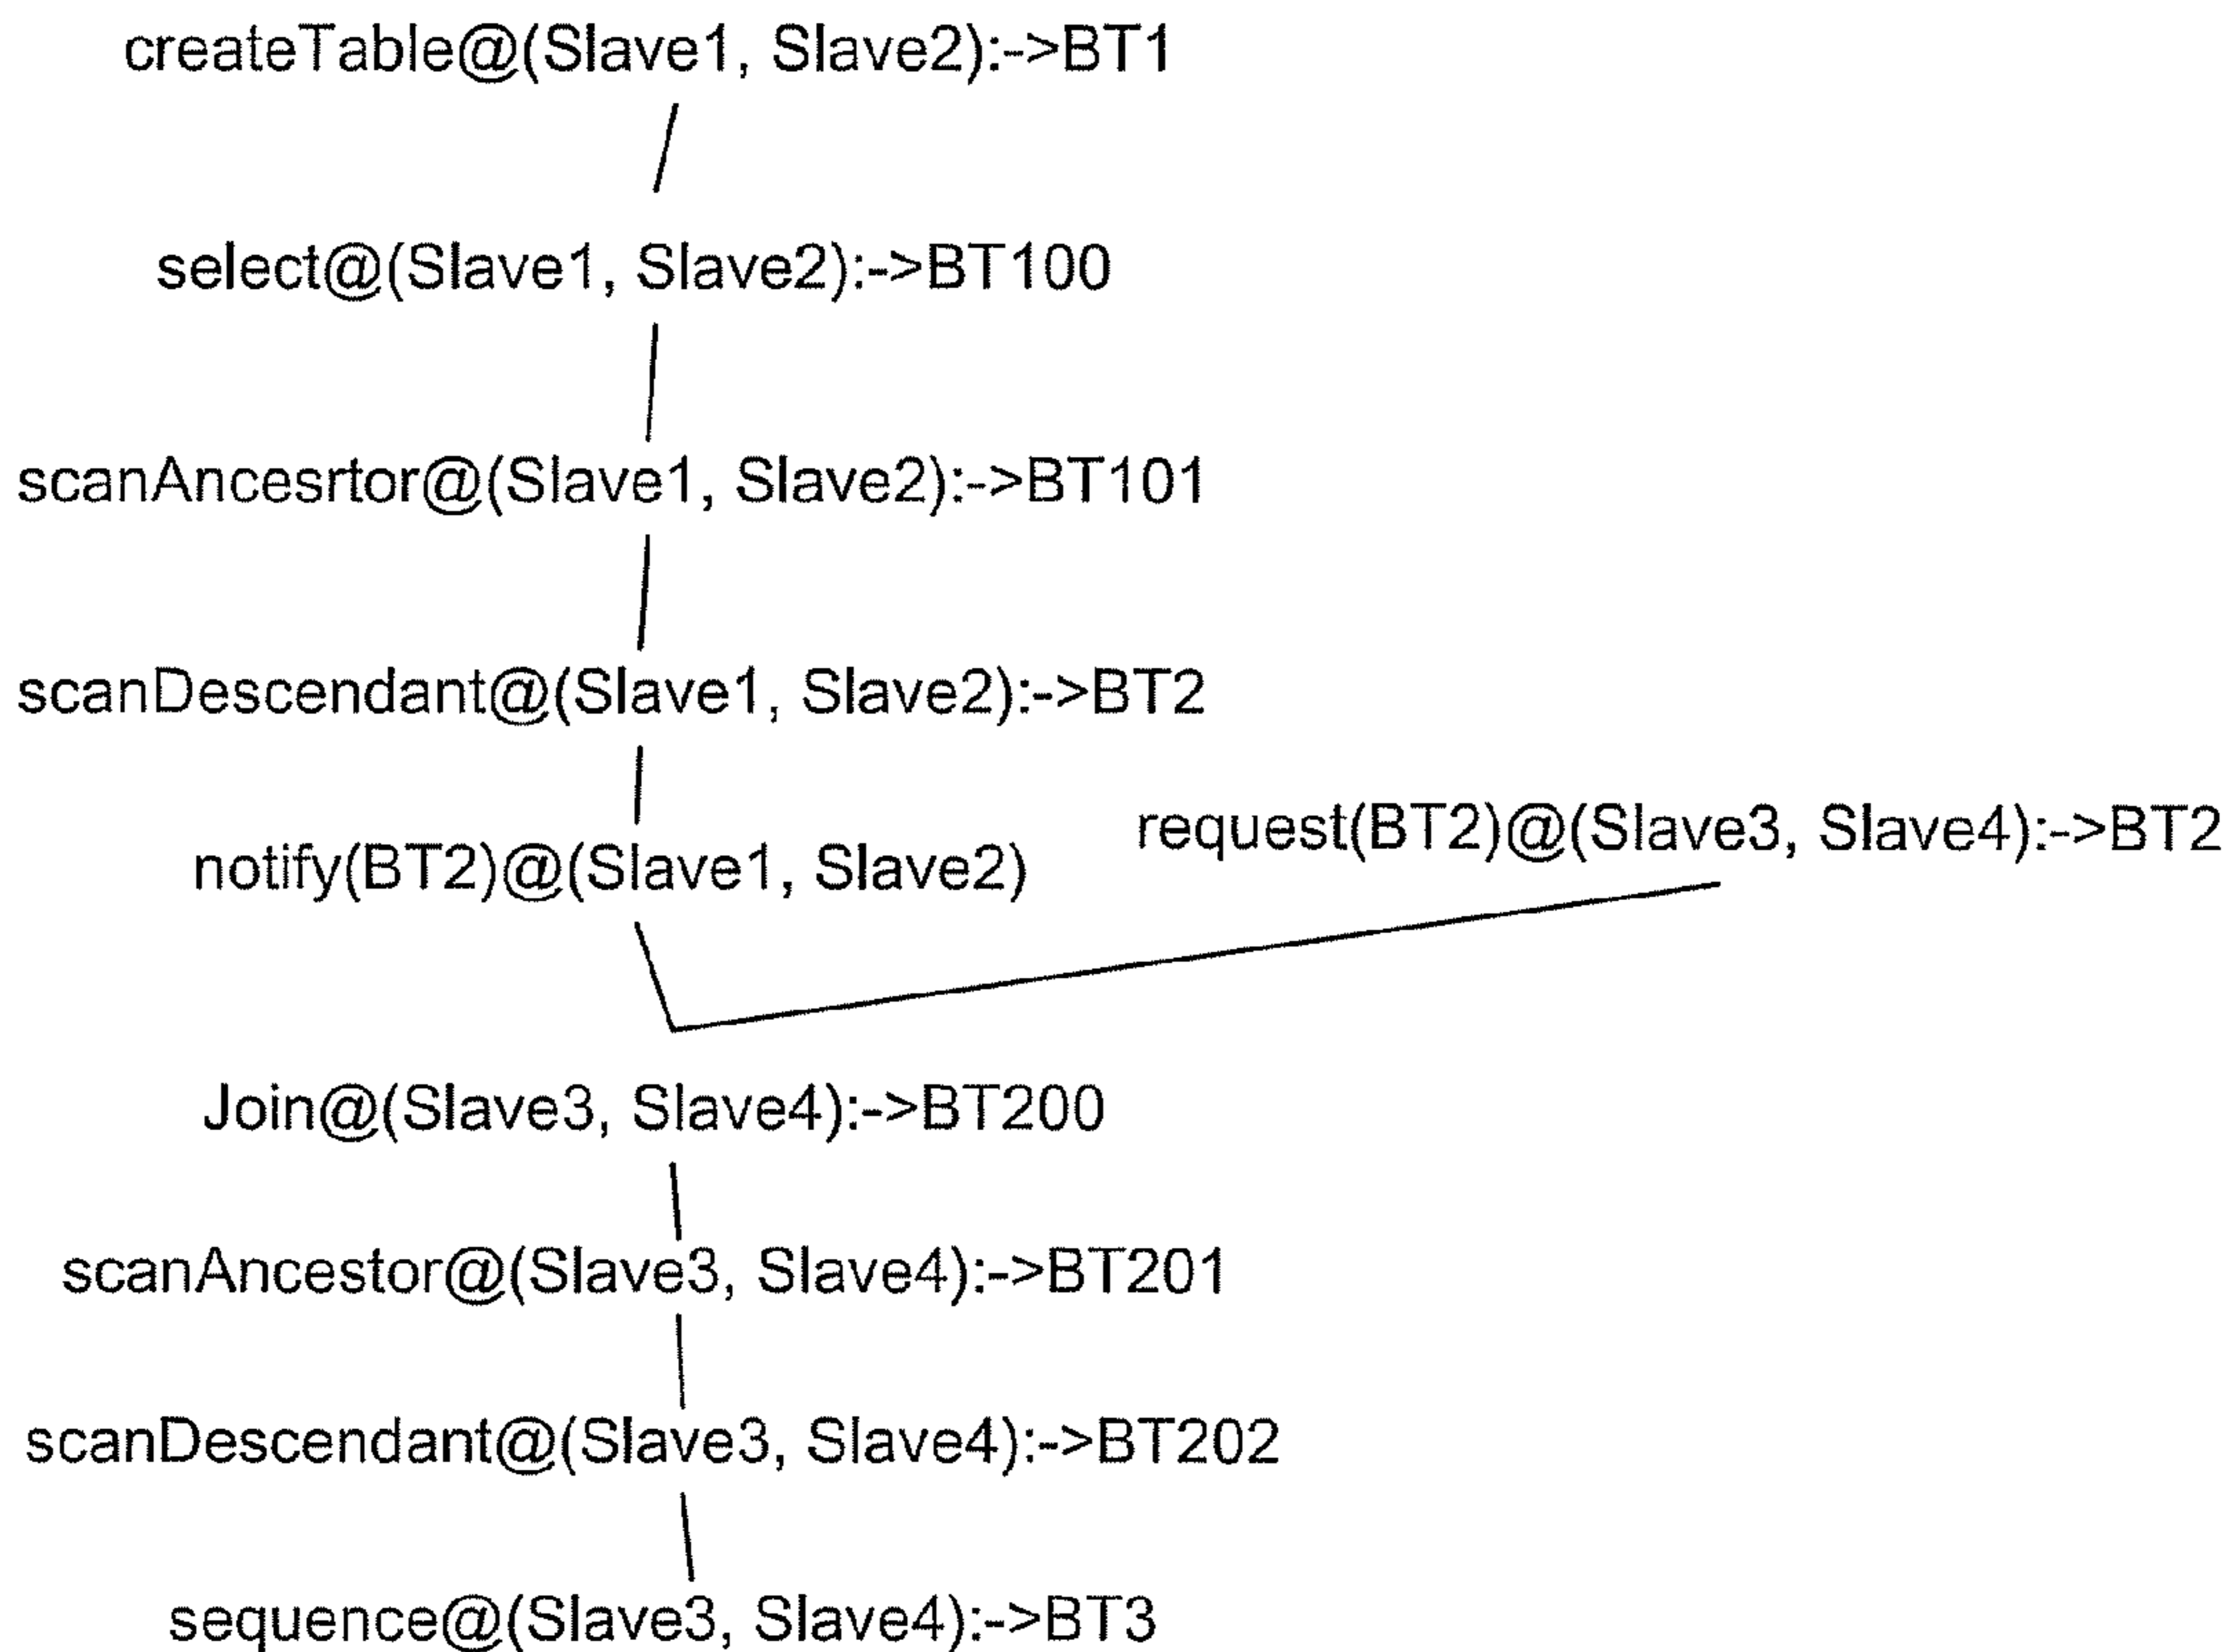 createTable@(Slave1, Slave2):->BT1
select@(Slave1, Slave2):->BT100
scanAncesrtor@(Slave1, Slave2):->BT101
scanDescendant@(Slave1, Slave2):->BT2
request(BT2)@(Slave3, Slave4):->BT2
notify(BT2)@(Slave1, Slave2)
Join@(Slave3, Slave4):->BT200
scanAncestor@(Slave3, Slave4):->BT201
scanDescendant@(Slave3, Slave4):->BT202
sequence@(Slave3, Slave4):->BT3